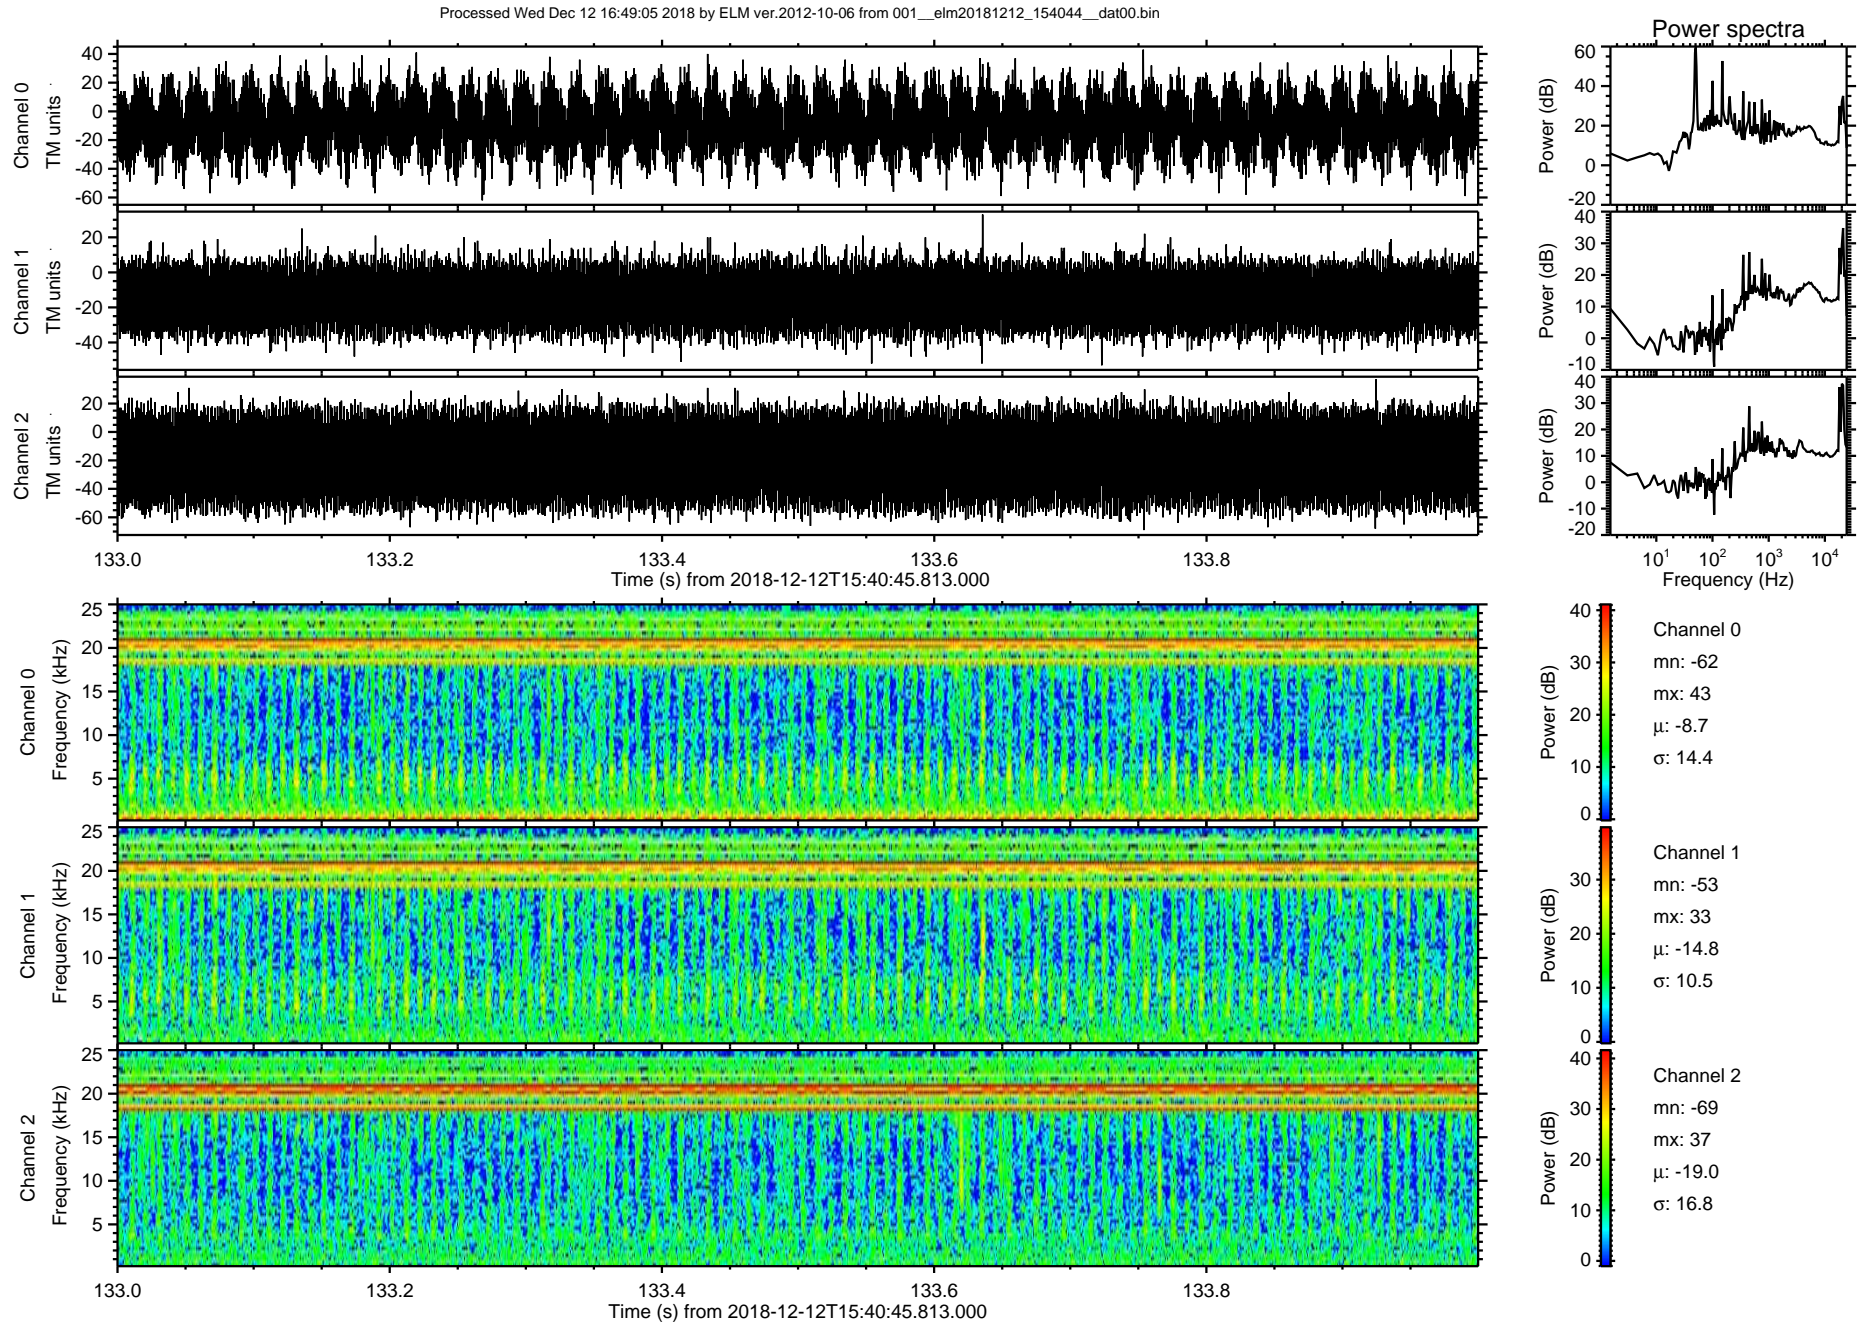 Processed Wed Dec 12 16:49:05 2018 by ELM ver.2012-10-06 from 001__elm20181212_154044__dat00.bin
Power spectra
Channel 0
TM units
40
20
0
-20
-40
-60
Power (dB)
60
40
20
0
-20
Channel 1
TM units
20
0
-20
-40
Power (dB)
40
30
20
10
0
-10
Channel 2
TM units
20
0
-20
-40
-60
Power (dB)
40
30
20
10
0
-10
-20
133.0 133.2 133.4 133.6 133.8
Time (s) from 2018-12-12T15:40:45.813.000
10¹ 10² 10³ 10⁴
Frequency (Hz)
Channel 0
Frequency (kHz)
25
20
15
10
5
Power (dB)
40
30
20
10
0
Channel 0
mn: -62
mx: 43
μ: -8.7
σ: 14.4
Channel 1
Frequency (kHz)
25
20
15
10
5
Power (dB)
30
20
10
0
Channel 1
mn: -53
mx: 33
μ: -14.8
σ: 10.5
Channel 2
Frequency (kHz)
25
20
15
10
5
Power (dB)
40
30
20
10
0
Channel 2
mn: -69
mx: 37
μ: -19.0
σ: 16.8
133.0 133.2 133.4 133.6 133.8
Time (s) from 2018-12-12T15:40:45.813.000